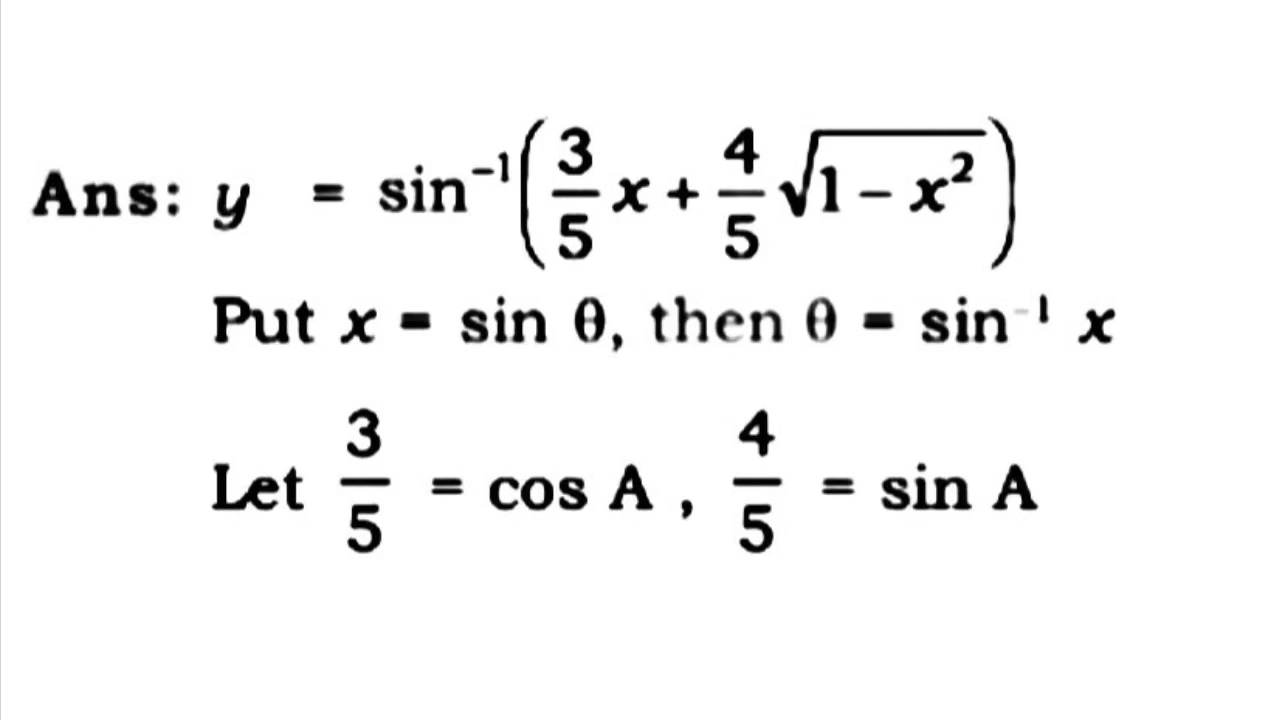 Ans: y = sin⁻¹(3/5 x + 4/5 √1 − x²)
Put x = sin θ, then θ = sin⁻¹ x
Let 3/5 = cos A , 4/5 = sin A